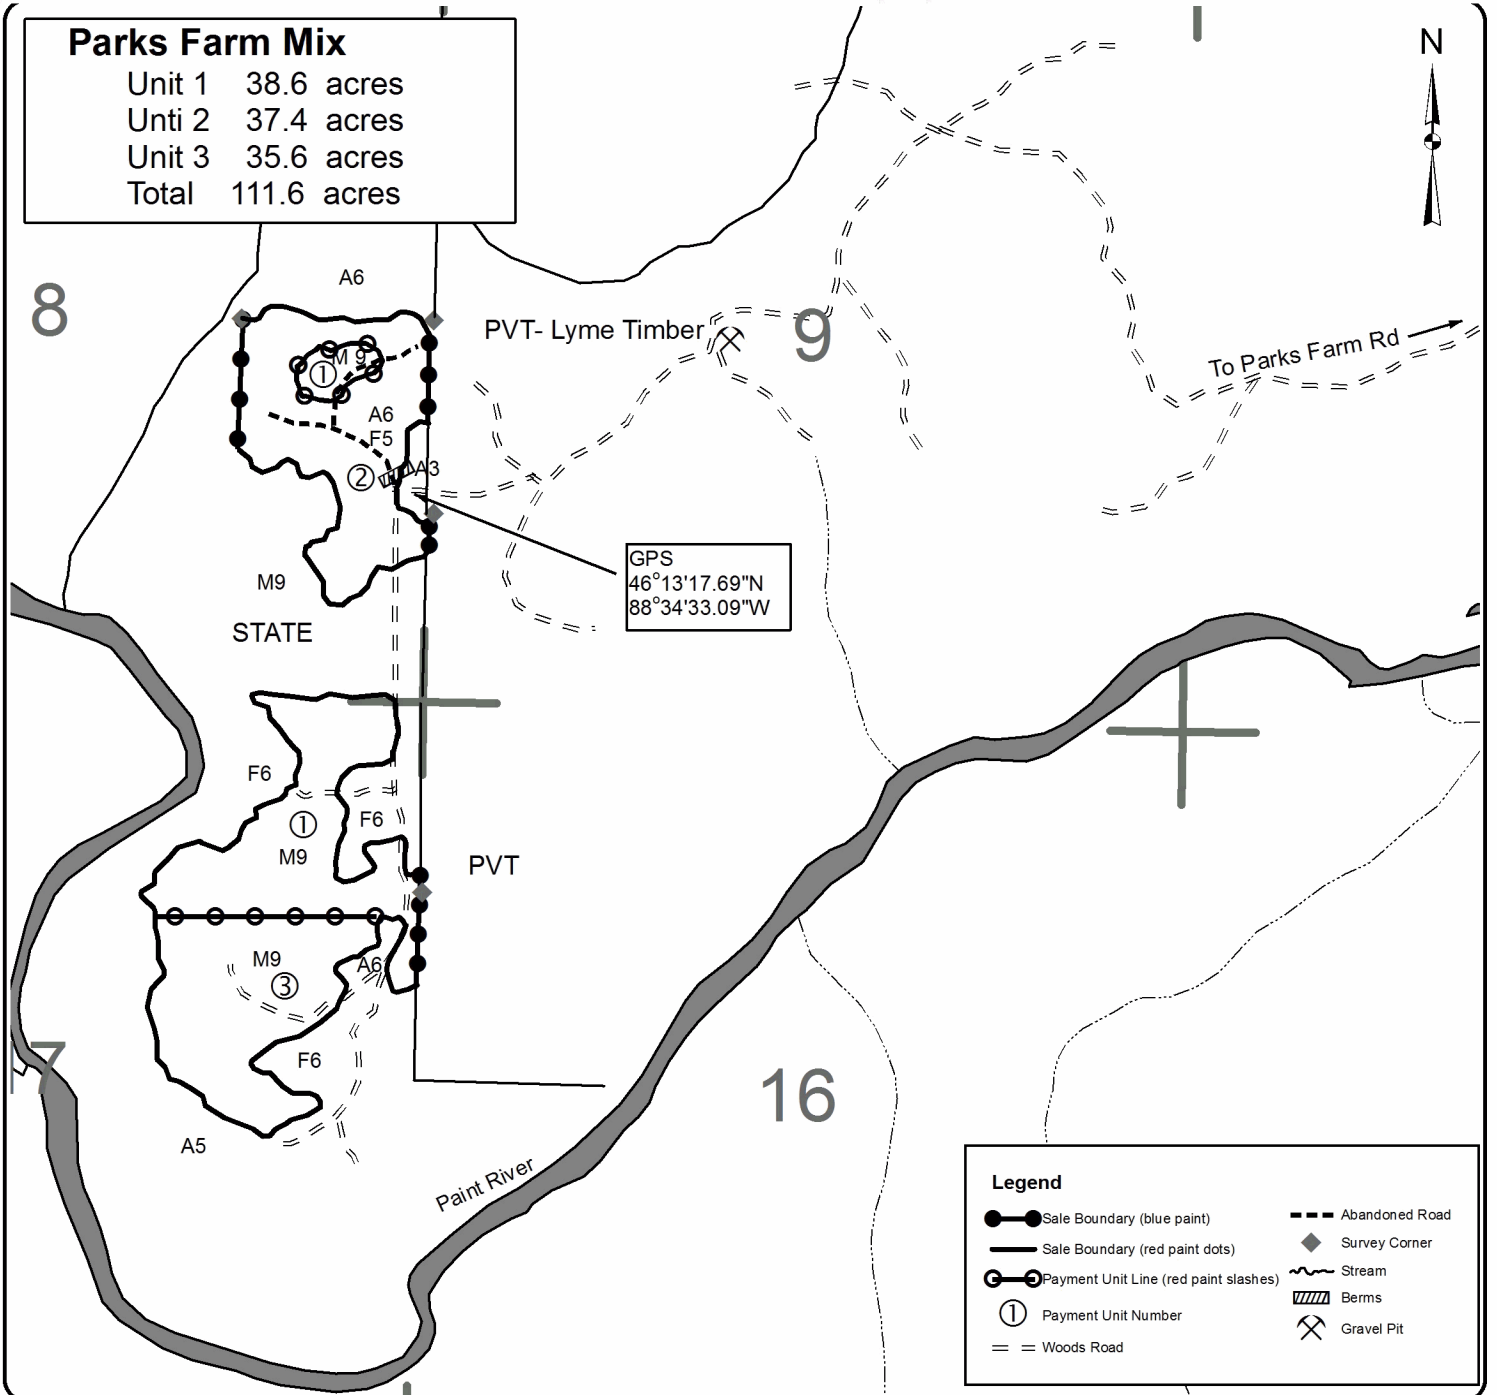 Parks Farm Mix
Unit 1 38.6 acres
Unti 2 37.4 acres
Unit 3 35.6 acres
Total 111.6 acres
N
8
A6
PVT- Lyme Timber
9
To Parks Farm Rd
M 9
1
A6
F5
2
A3
GPS
46°13'17.69"N
88°34'33.09"W
M9
STATE
F6
1
F6
M9
PVT
M9
A6
3
F6
17
16
A5
Paint River
Legend
Sale Boundary (blue paint)
Sale Boundary (red paint dots)
Payment Unit Line (red paint slashes)
1 Payment Unit Number
Woods Road
Abandoned Road
Survey Corner
Stream
Berms
Gravel Pit